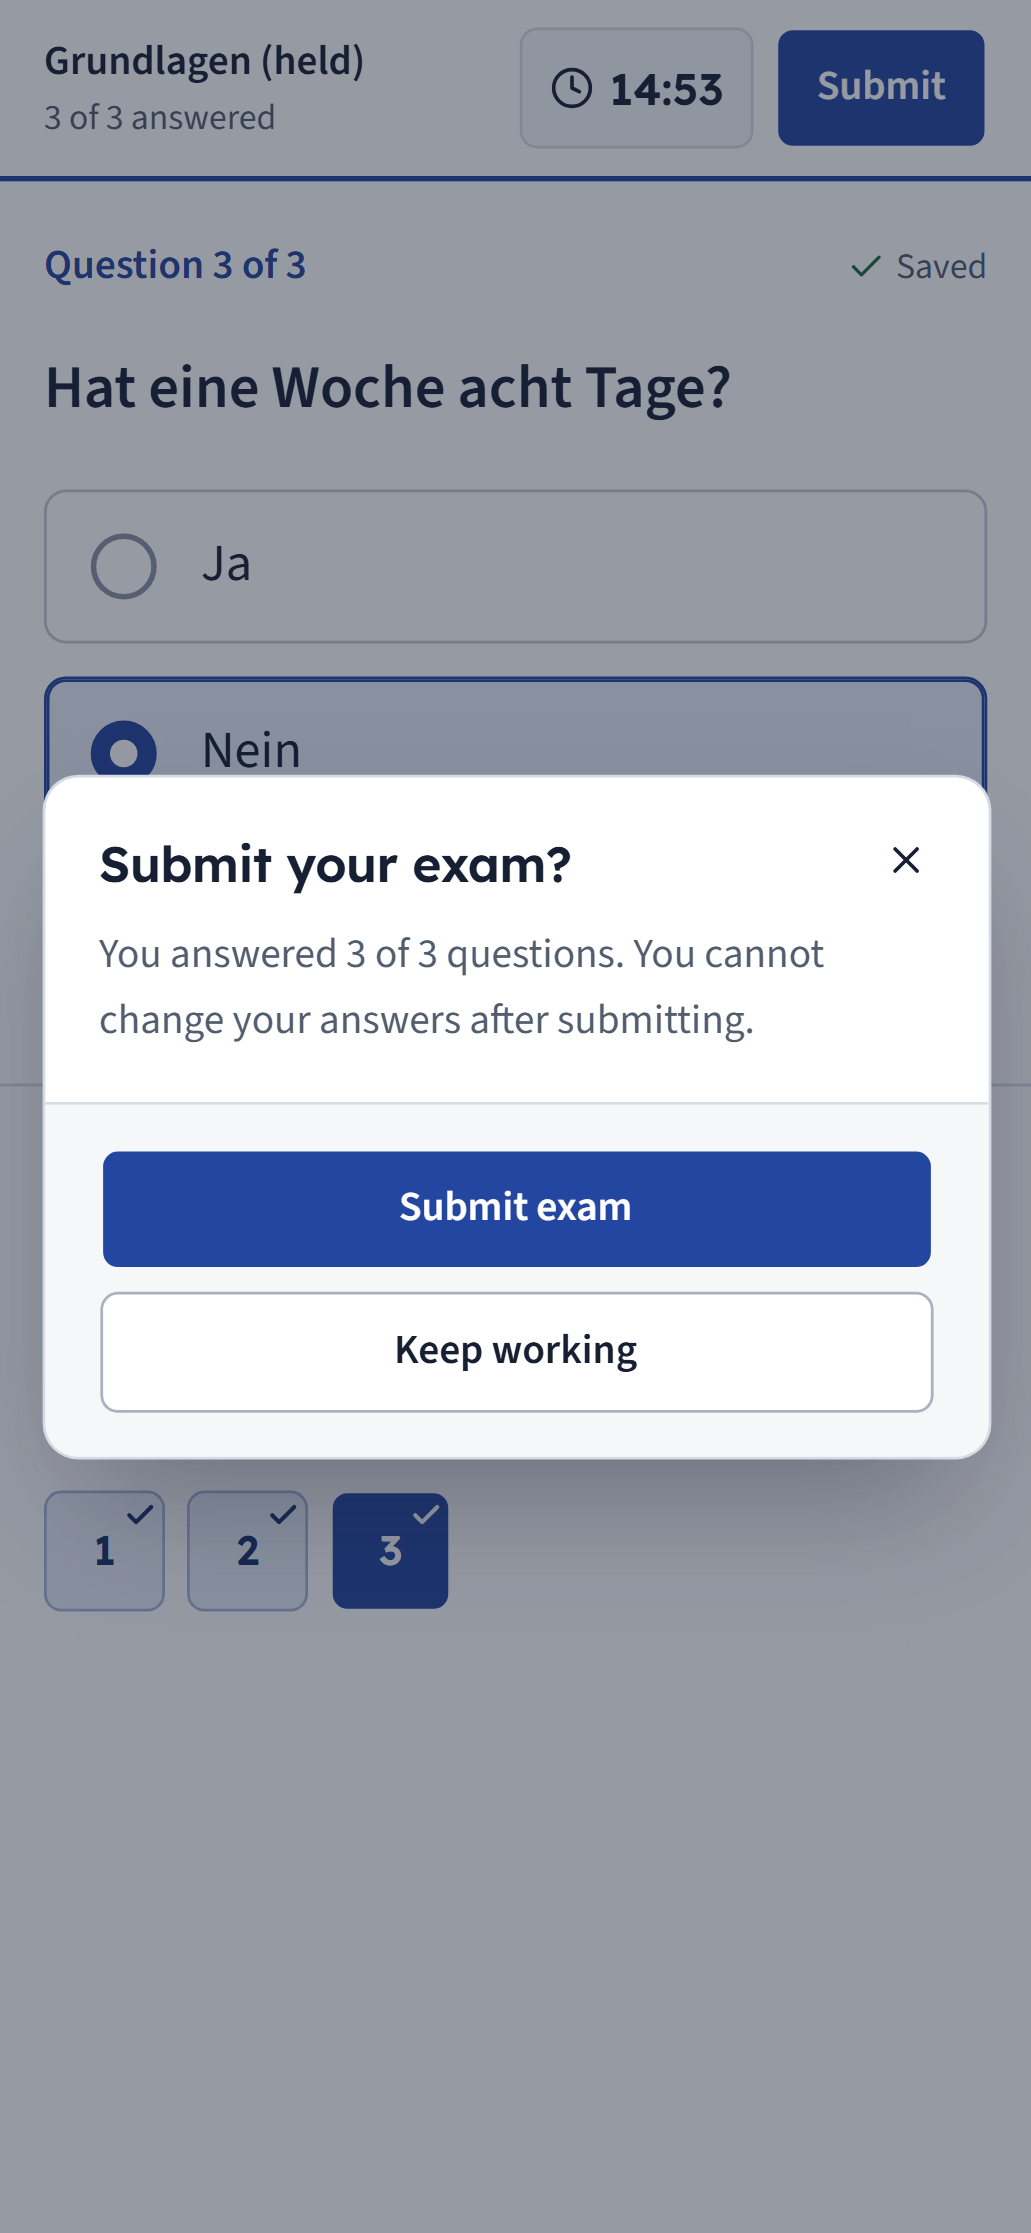 Grundlagen (held)
3 of 3 answered
14:53
Submit
Question 3 of 3
Saved
Hat eine Woche acht Tage?
Ja
Nein
Submit your exam?
You answered 3 of 3 questions. You cannot
change your answers after submitting.
Submit exam
Keep working
1
2
3